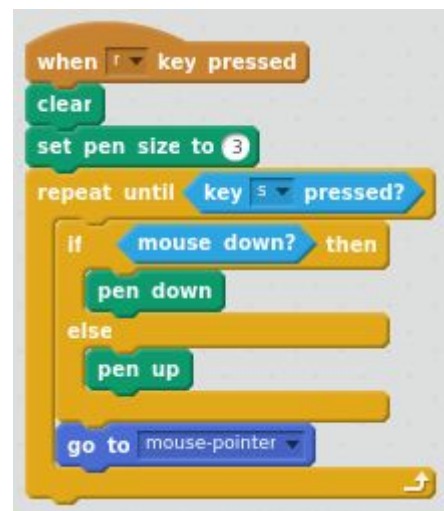 when r key pressed
clear
set pen size to 3
repeat until key s pressed?
if mouse down? then
pen down
else
pen up
go to mouse-pointer